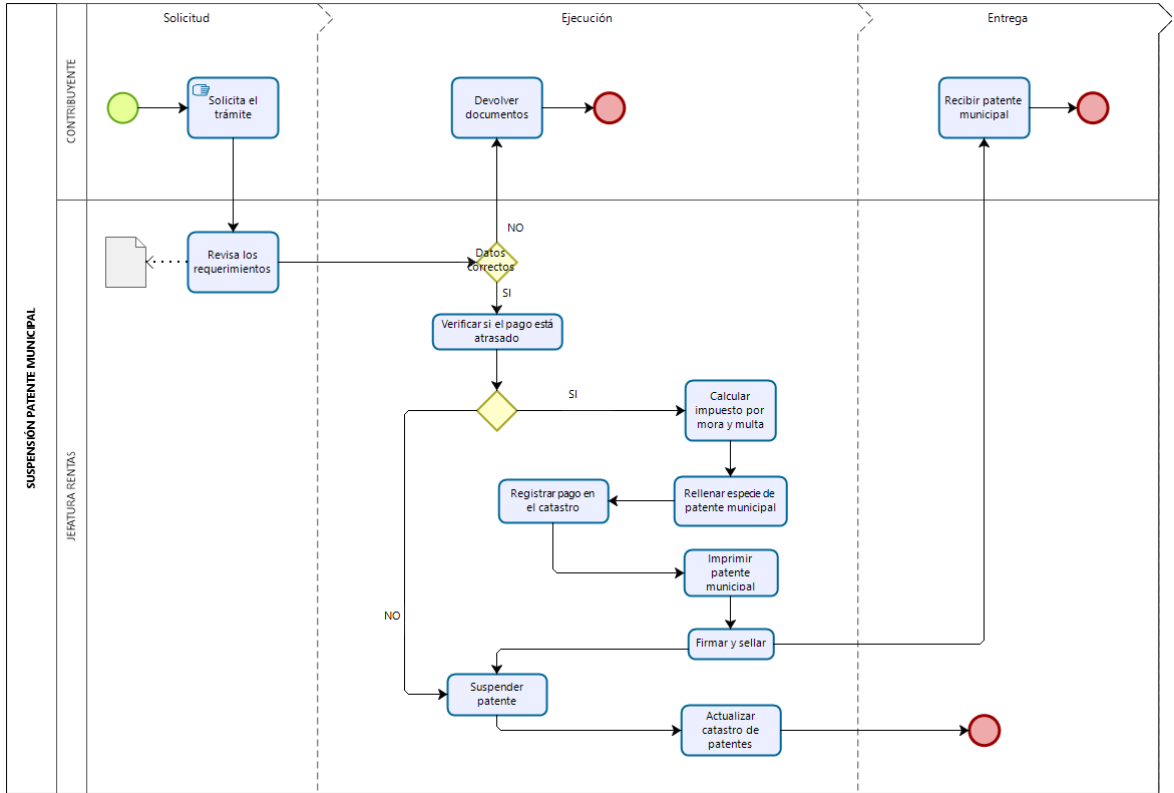 Solicitud
Ejecución
Entrega
SUSPENSIÓN PATENTE MUNICIPAL
CONTRIBUYENTE
Solicita el
trámite
Devolver
documentos
Recibir patente
municipal
JEFATURA RENTAS
Revisa los
requerimientos
NO
Datos
correctos
SI
Verificar si el pago está
atrasado
SI
Calcular
impuesto por
mora y multa
Registrar pago en
el catastro
Rellenar especie de
patente municipal
Imprimir
patente
municipal
NO
Firmar y sellar
Suspender
patente
Actualizar
catastro de
patentes